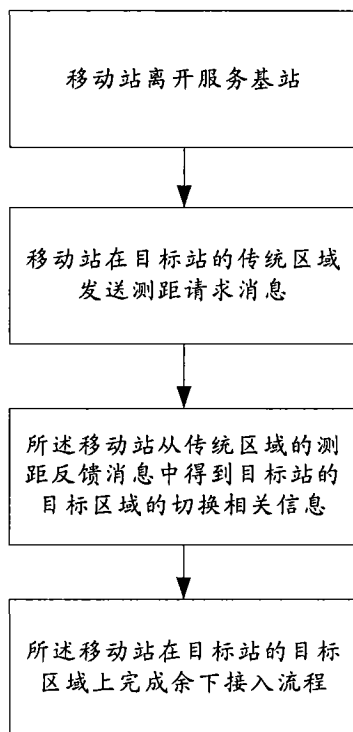 移动站离开服务基站
移动站在目标站的传统区域
发送测距请求消息
所述移动站从传统区域的测
距反馈消息中得到目标站的
目标区域的切换相关信息
所述移动站在目标站的目标
区域上完成余下接入流程